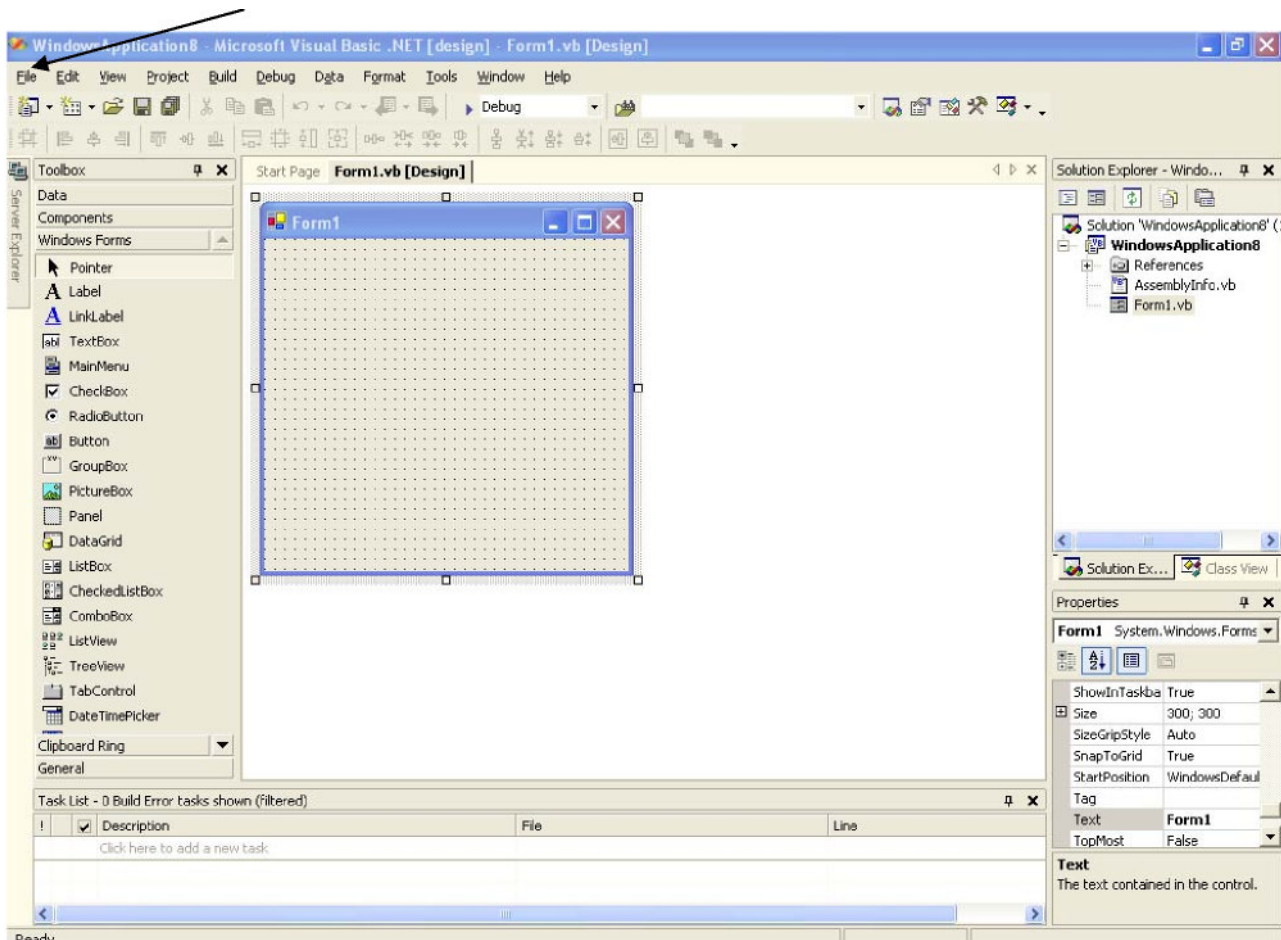 WindowsApplication8 - Microsoft Visual Basic .NET [design] - Form1.vb [Design]
File Edit View Project Build Debug Data Format Tools Window Help
Debug
Server Explorer
Toolbox
Data
Components
Windows Forms
Pointer
Label
LinkLabel
TextBox
MainMenu
CheckBox
RadioButton
Button
GroupBox
PictureBox
Panel
DataGrid
ListBox
CheckedListBox
ComboBox
ListView
TreeView
TabControl
DateTimePicker
Clipboard Ring
General
Start Page Form1.vb [Design]
Form1
Solution Explorer - Windo...
Solution 'WindowsApplication8' (
WindowsApplication8
References
AssemblyInfo.vb
Form1.vb
Solution Ex... Class View
Properties
Form1 System.Windows.Forms
ShowInTaskba True
Size 300; 300
SizeGripStyle Auto
SnapToGrid True
StartPosition WindowsDefaul
Tag
Text Form1
TopMost False
Text
The text contained in the control.
Task List - 0 Build Error tasks shown (filtered)
! Description File Line
Click here to add a new task
Ready